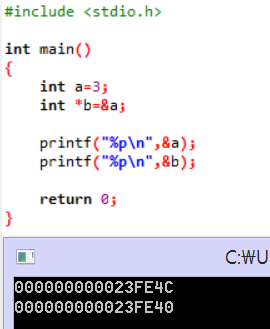 #include <stdio.h>
int main()
{
int a=3;
int *b=&a;
printf("%p\n",&a);
printf("%p\n",&b);
return 0;
}
C:₩U
000000000023FE4C
000000000023FE40